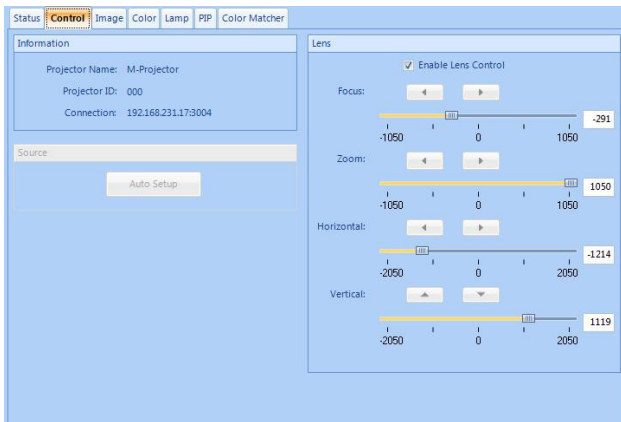 Status Control Image Color Lamp PIP Color Matcher
Information
Projector Name: M-Projector
Projector ID: 000
Connection: 192.168.231.17:3004
Source
Auto Setup
Lens
Enable Lens Control
Focus:
-291
-1050 0 1050
Zoom:
1050
-1050 0 1050
Horizontal:
-1214
-2050 0 2050
Vertical:
1119
-2050 0 2050